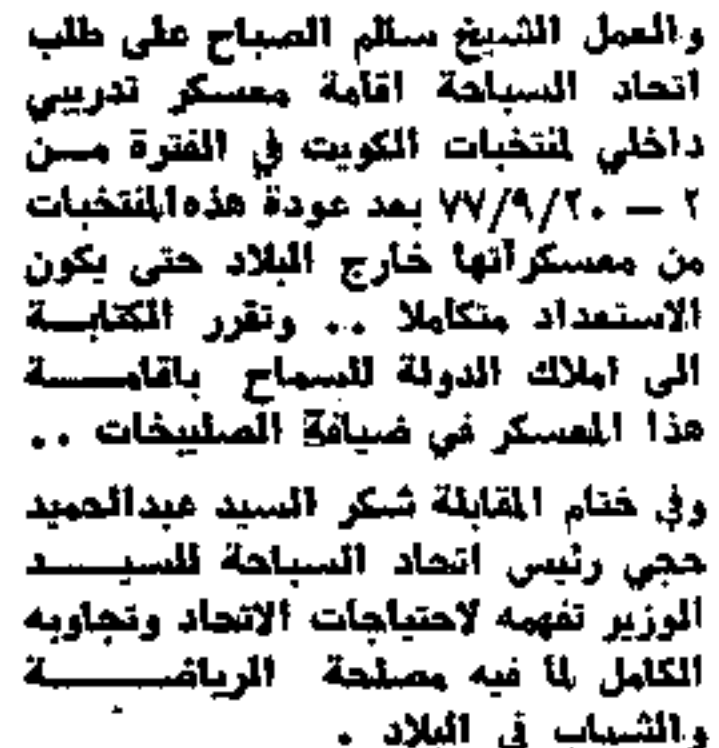 والعمل الشيخ سالم الصباح على طلب
اتحاد السباحة اقامة معسكر تدريبي
داخلي لمنتخبات الكويت في الفترة من
٢ — ٧٧/٩/٢٠ بعد عودة هذه المنتخبات
من معسكراتها خارج البلاد حتى يكون
الاستعداد متكاملا .. وتقرر الكتابة
الى املاك الدولة للسماح باقامة
هذا المعسكر في ضيافة الصليبخات ..
وفي ختام المقابلة شكر السيد عبدالحميد
حجي رئيس اتحاد السباحة للسيد
الوزير تفهمه لاحتياجات الاتحاد وتجاوبه
الكامل لما فيه مصلحة الرياضة
والشباب في البلاد .